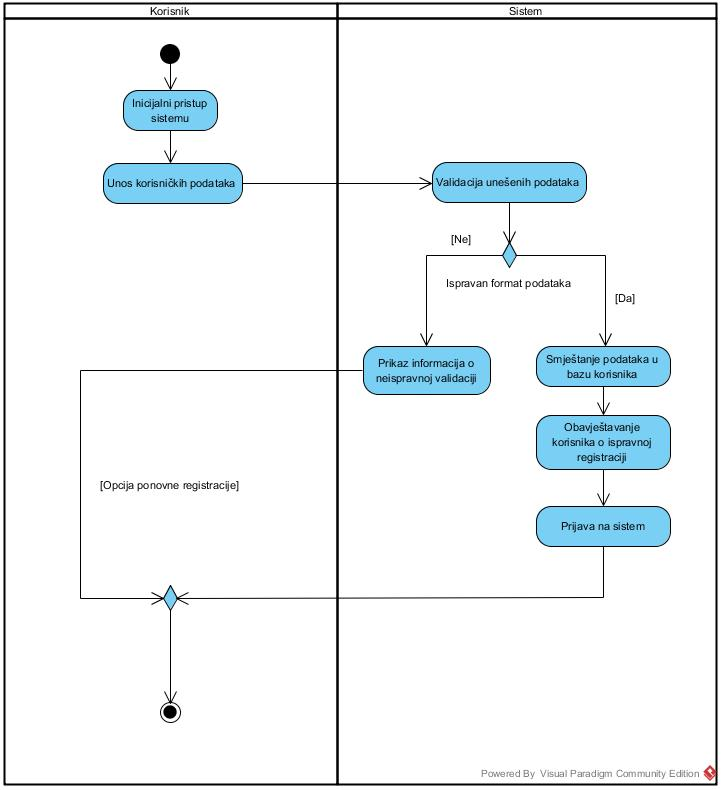 Korisnik
Sistem
Inicijalni pristup
sistemu
Unos korisničkih podataka
Validacija unešenih podataka
[Ne]
Ispravan format podataka
[Da]
Prikaz informacija o
neispravnoj validaciji
Smještanje podataka u
bazu korisnika
Obavještavanje
korisnika o ispravnoj
registraciji
[Opcija ponovne registracije]
Prijava na sistem
Powered By Visual Paradigm Community Edition